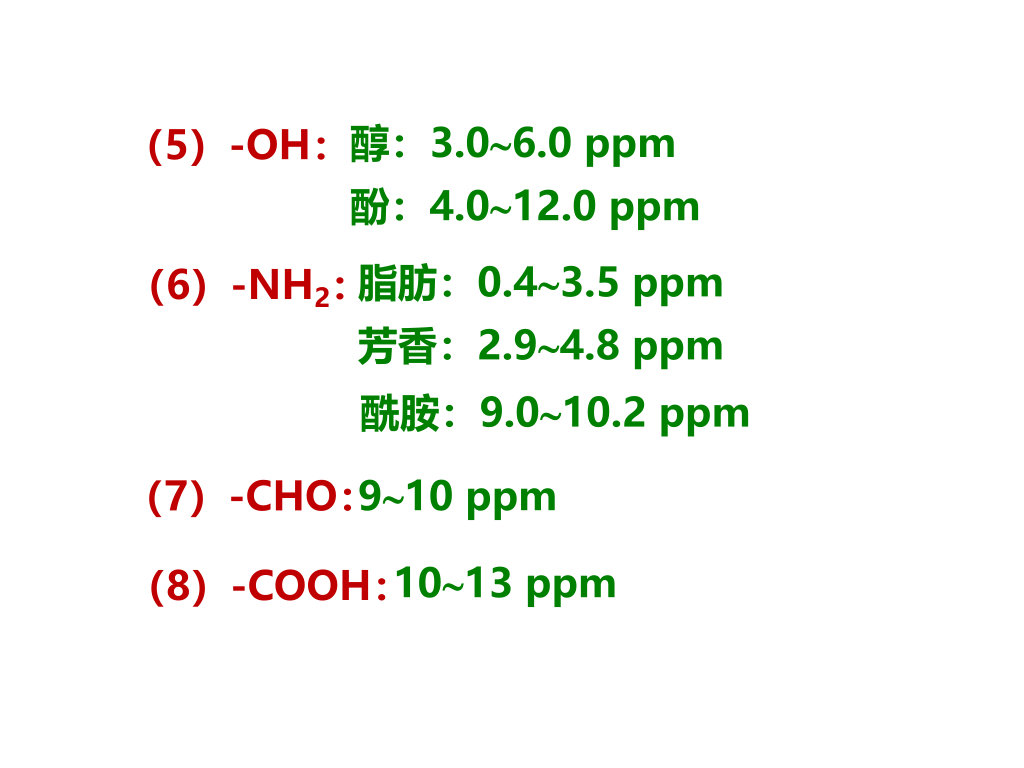 （5）-OH：醇：3.0~6.0 ppm
酚：4.0~12.0 ppm
（6）-NH₂：脂肪：0.4~3.5 ppm
芳香：2.9~4.8 ppm
酰胺：9.0~10.2 ppm
（7）-CHO：9~10 ppm
（8）-COOH：10~13 ppm